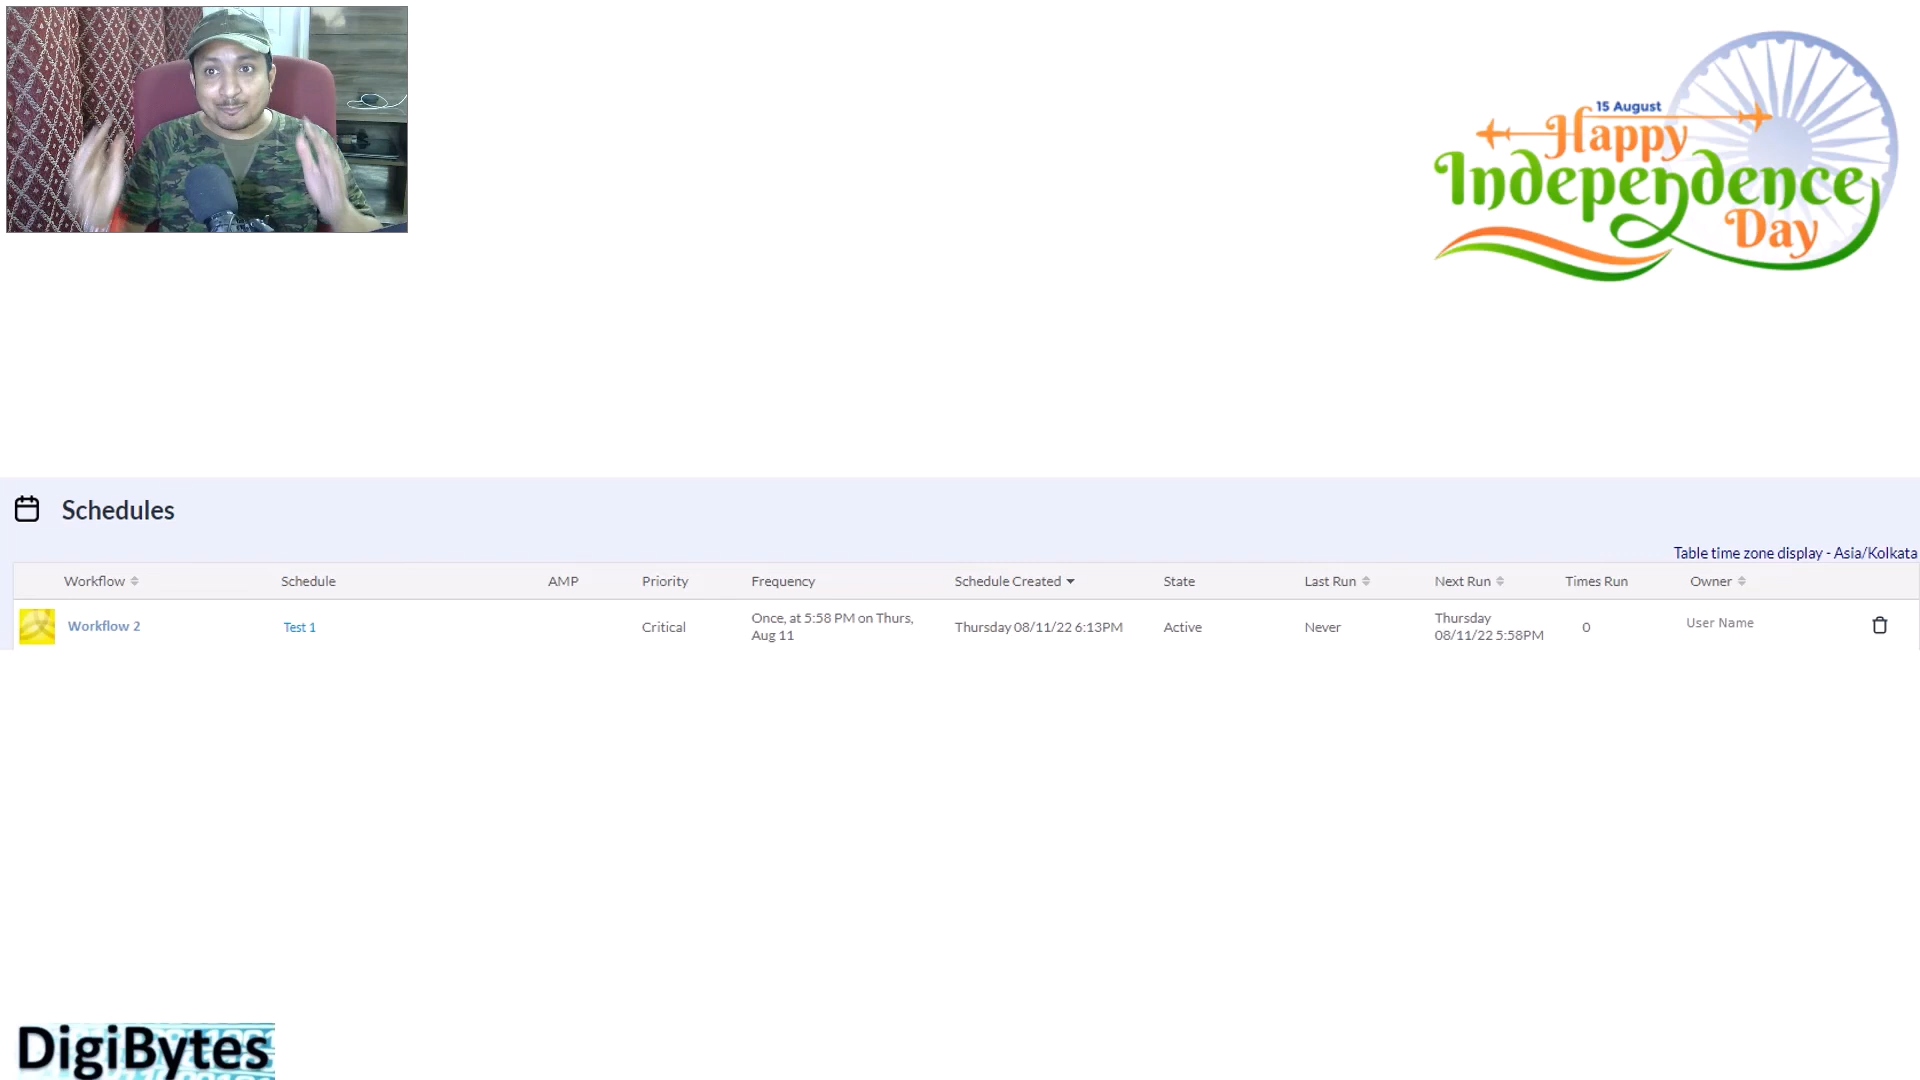 15 August
Happy
Independence
Day
Schedules
Table time zone display - Asia/Kolkata
Workflow Schedule AMP Priority Frequency Schedule Created State Last Run Next Run Times Run Owner
Workflow 2 Test 1 Critical Once, at 5:58 PM on Thurs, Aug 11 Thursday 08/11/22 6:13PM Active Never Thursday 08/11/22 5:58PM 0 User Name
DigiBytes